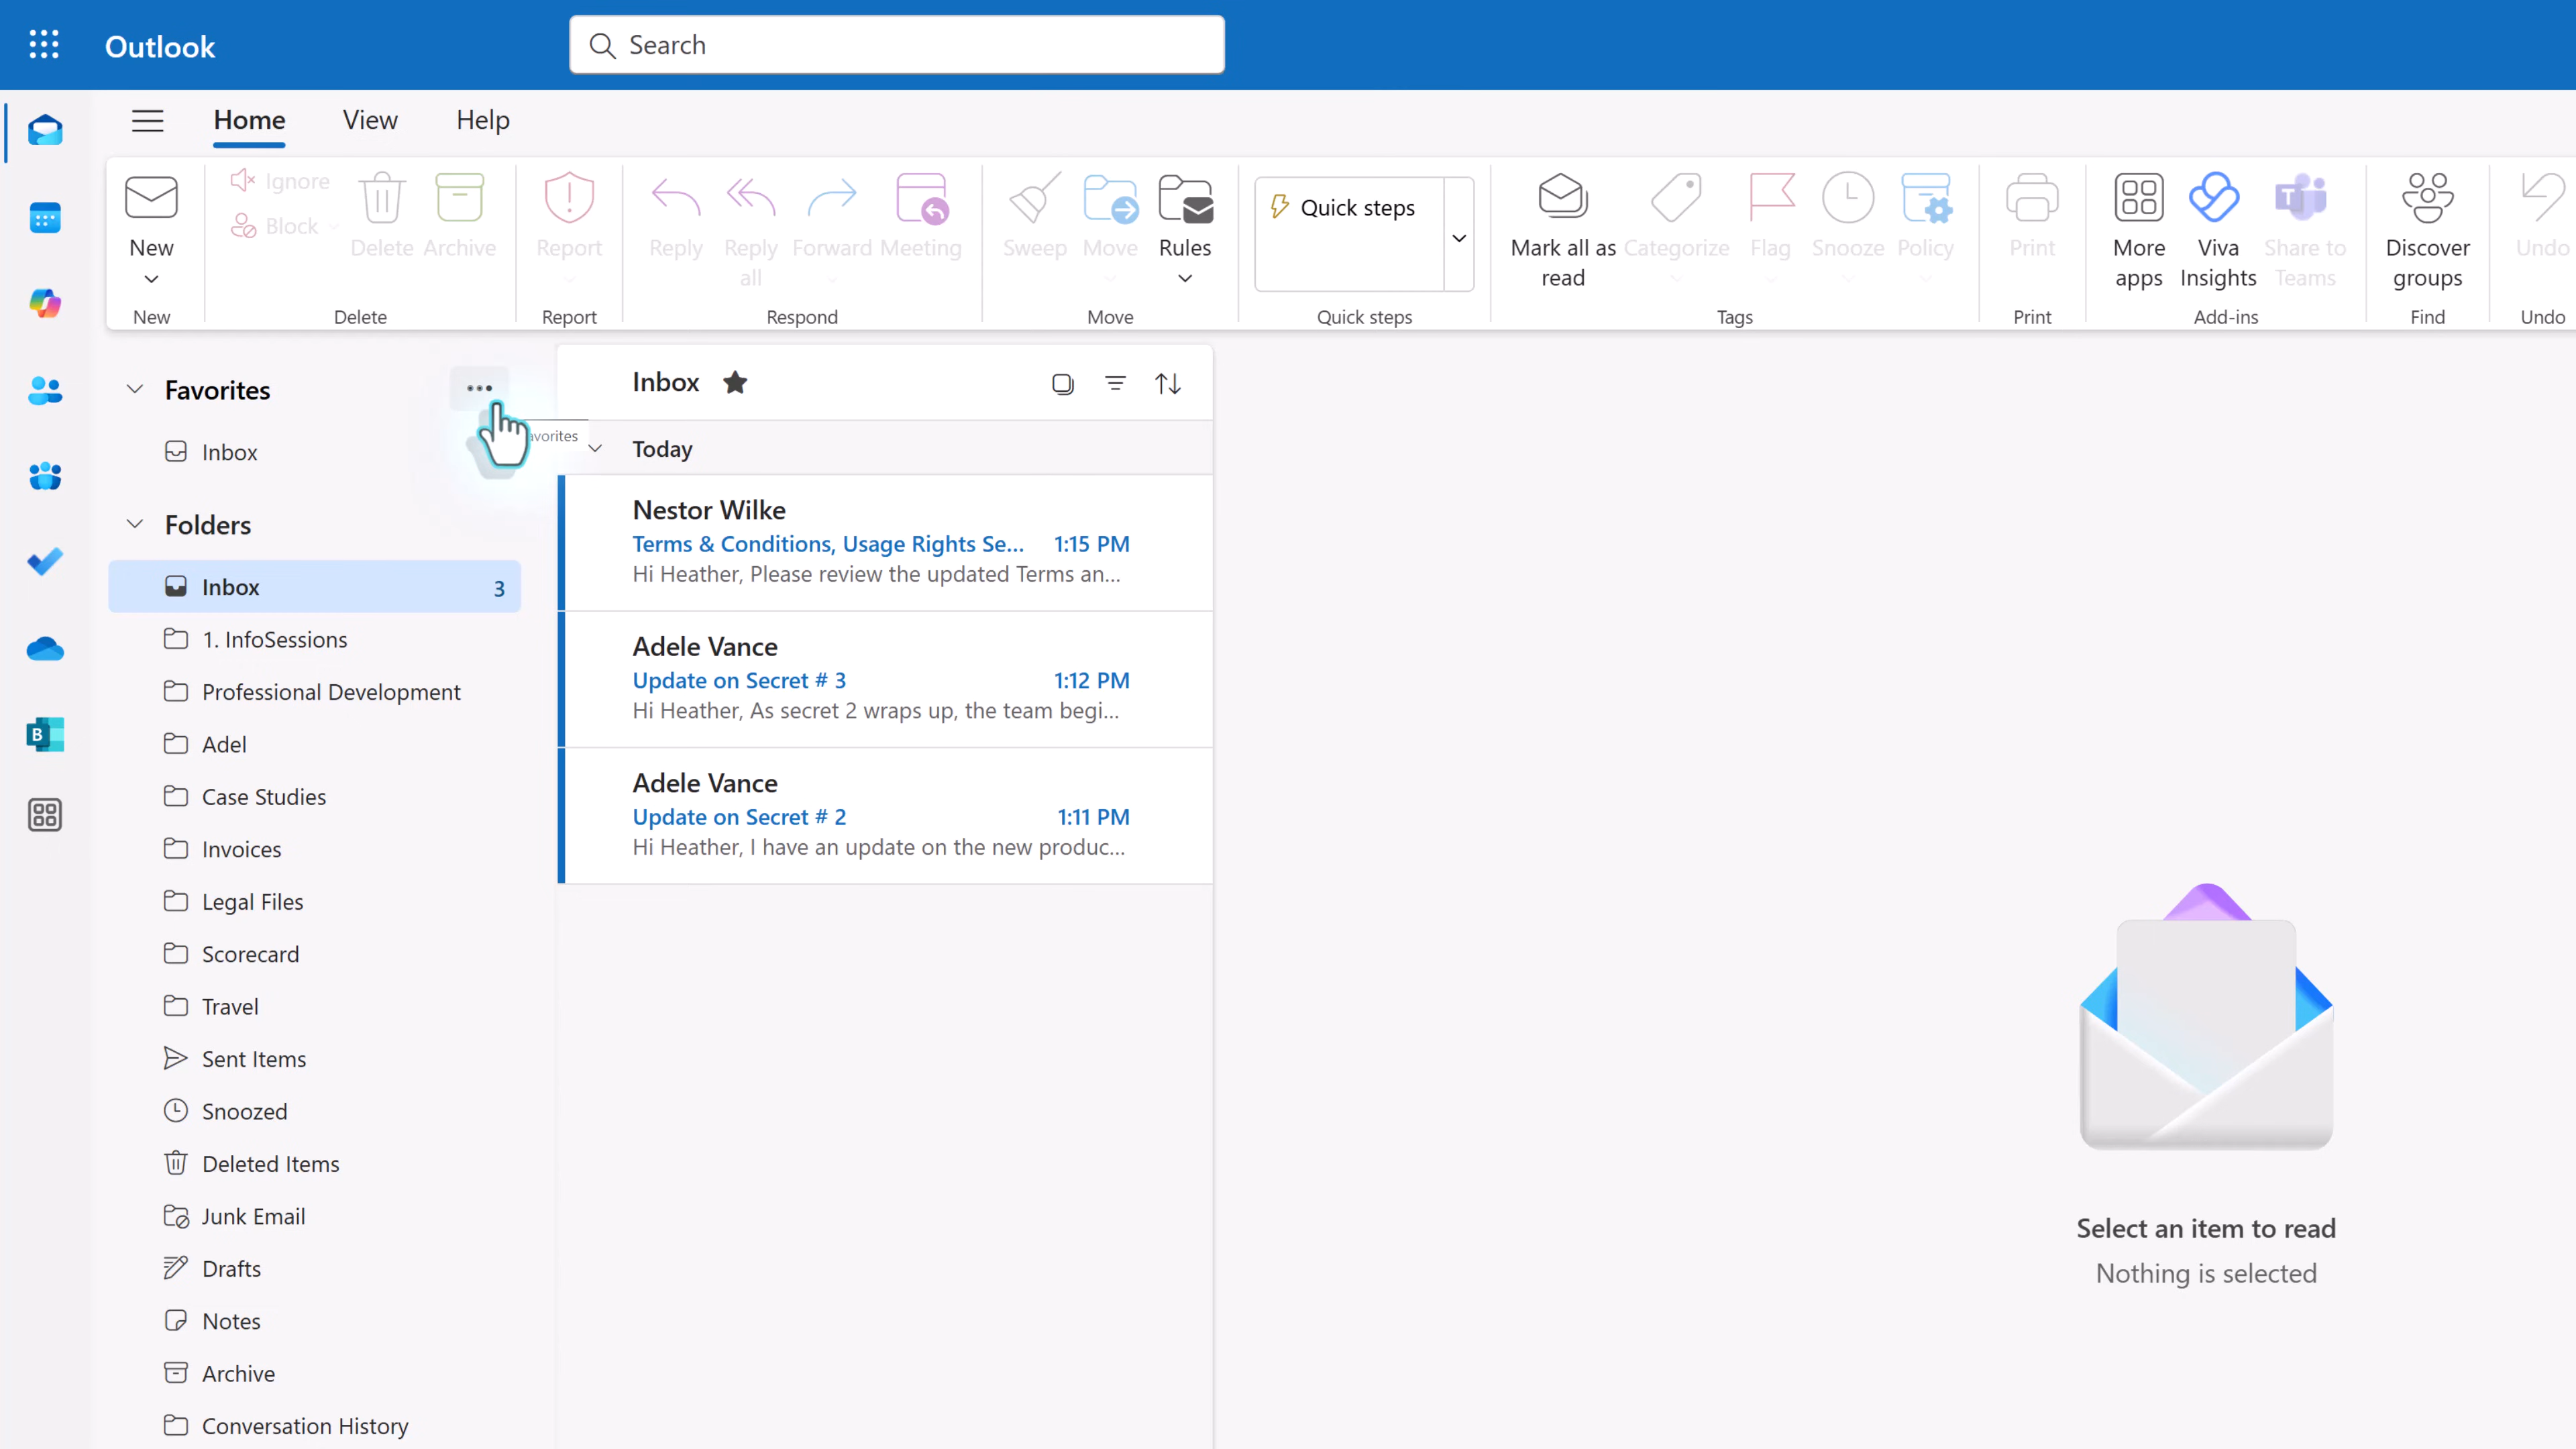 Outlook
Search
Home View Help
Ignore
Block
New
Delete Archive
Report
Reply Reply all Forward Meeting
Sweep Move Rules
Quick steps
Mark all as read Categorize Flag Snooze Policy
Print
More apps Viva Insights Share to Teams
Discover groups
Undo
New Delete Report Respond Move Quick steps Tags Print Add-ins Find Undo
Favorites
Inbox
Folders
Inbox 3
1. InfoSessions
Professional Development
Adel
Case Studies
Invoices
Legal Files
Scorecard
Travel
Sent Items
Snoozed
Deleted Items
Junk Email
Drafts
Notes
Archive
Conversation History
Inbox
Today
Nestor Wilke
Terms & Conditions, Usage Rights Se... 1:15 PM
Hi Heather, Please review the updated Terms an...
Adele Vance
Update on Secret # 3 1:12 PM
Hi Heather, As secret 2 wraps up, the team begi...
Adele Vance
Update on Secret # 2 1:11 PM
Hi Heather, I have an update on the new produc...
Select an item to read
Nothing is selected